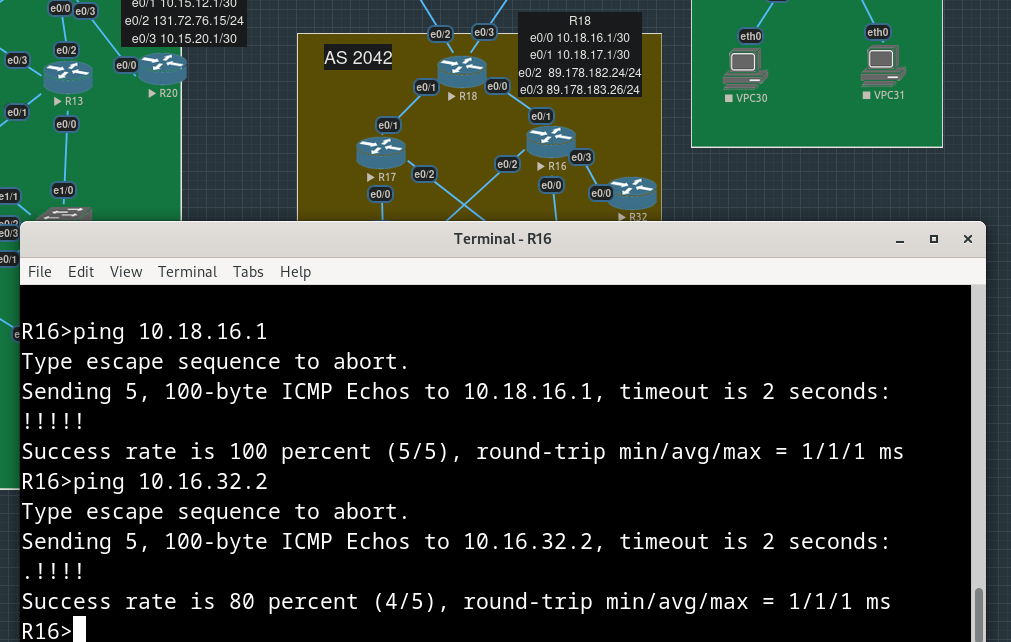 e0/1 10.15.12.1/30
e0/2 131.72.76.15/24
e0/3 10.15.20.1/30
e0/0
e0/3
e0/2
e0/3
e0/0
R13
R20
e0/1
e0/0
e1/0
e1/1
e0/3
e0/1
AS 2042
e0/2
e0/3
R18
e0/0 10.18.16.1/30
e0/1 10.18.17.1/30
e0/2 89.178.182.24/24
e0/3 89.178.183.26/24
e0/1
e0/0
R18
e0/1
e0/1
R17
R16
e0/2
e0/2
e0/3
e0/0
e0/0
e0/0
R32
eth0
eth0
VPC30
VPC31
Terminal - R16
File Edit View Terminal Tabs Help
R16>ping 10.18.16.1
Type escape sequence to abort.
Sending 5, 100-byte ICMP Echos to 10.18.16.1, timeout is 2 seconds:
!!!!!
Success rate is 100 percent (5/5), round-trip min/avg/max = 1/1/1 ms
R16>ping 10.16.32.2
Type escape sequence to abort.
Sending 5, 100-byte ICMP Echos to 10.16.32.2, timeout is 2 seconds:
.!!!!
Success rate is 80 percent (4/5), round-trip min/avg/max = 1/1/1 ms
R16>